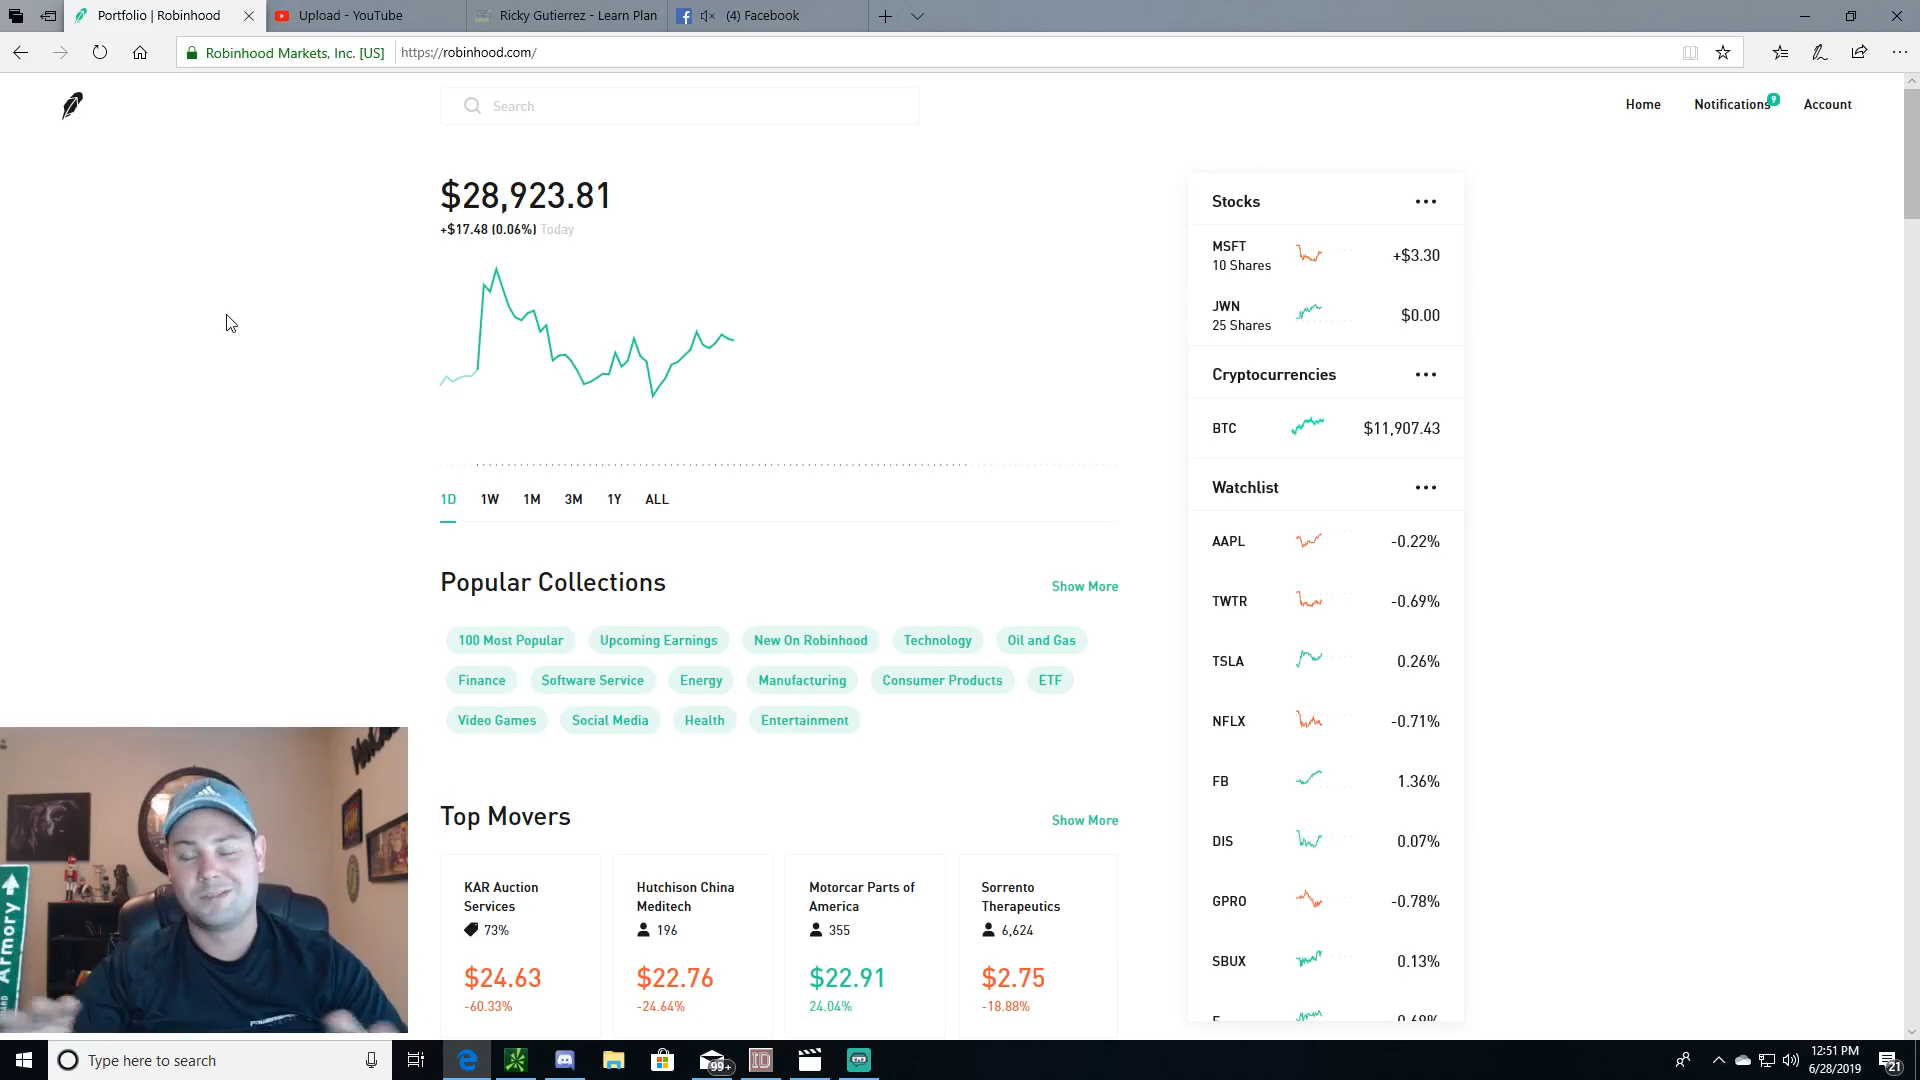 Portfolio | Robinhood
Upload - YouTube
Ricky Gutierrez - Learn Plan
(4) Facebook
Robinhood Markets, Inc. [US]
https://robinhood.com/
Search
Home
Notifications
9
Account
$28,923.81
+$17.48 (0.06%) Today
1D
1W
1M
3M
1Y
ALL
Popular Collections
Show More
100 Most Popular
Upcoming Earnings
New On Robinhood
Technology
Oil and Gas
Finance
Software Service
Energy
Manufacturing
Consumer Products
ETF
Video Games
Social Media
Health
Entertainment
Top Movers
Show More
KAR Auction
Services
73%
$24.63
-60.33%
Hutchison China
Meditech
196
$22.76
-24.64%
Motorcar Parts of
America
355
$22.91
24.04%
Sorrento
Therapeutics
6,624
$2.75
-18.88%
Stocks
MSFT
10 Shares
+$3.30
JWN
25 Shares
$0.00
Cryptocurrencies
BTC
$11,907.43
Watchlist
AAPL
-0.22%
TWTR
-0.69%
TSLA
0.26%
NFLX
-0.71%
FB
1.36%
DIS
0.07%
GPRO
-0.78%
SBUX
0.13%
Armory
Type here to search
99+
12:51 PM
6/28/2019
21